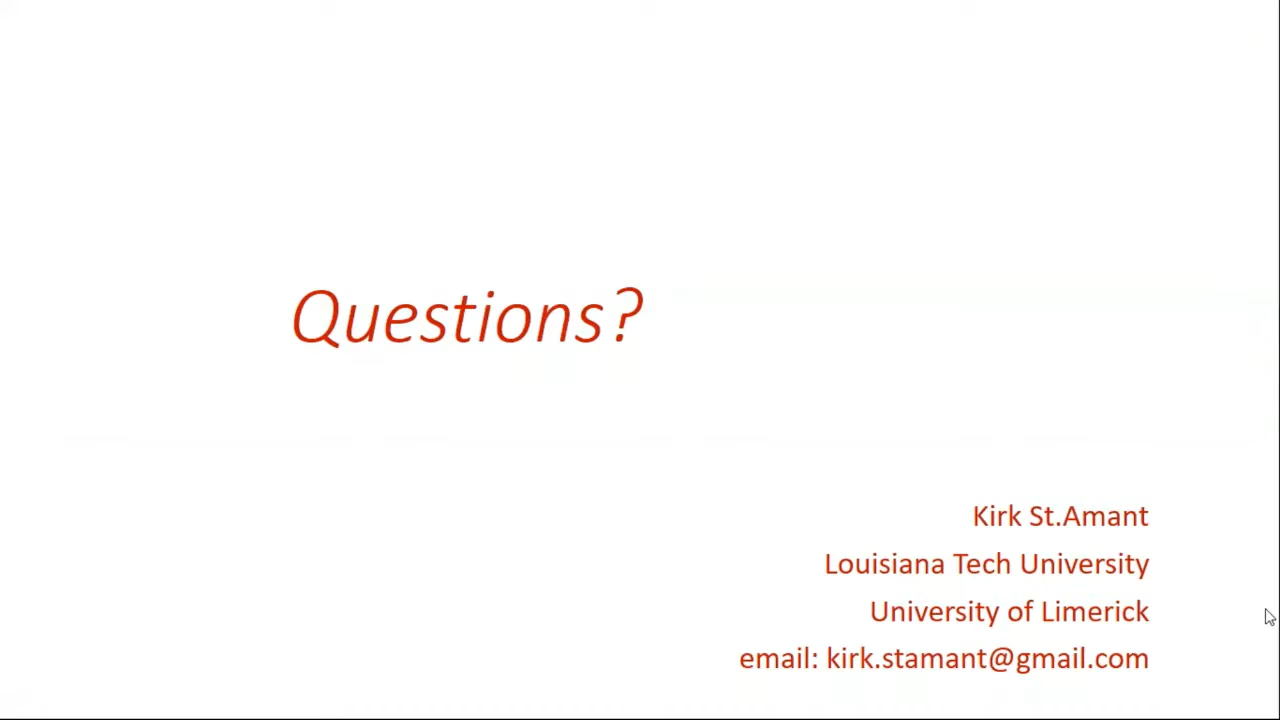 Questions?
Kirk St.Amant
Louisiana Tech University
University of Limerick
email: kirk.stamant@gmail.com